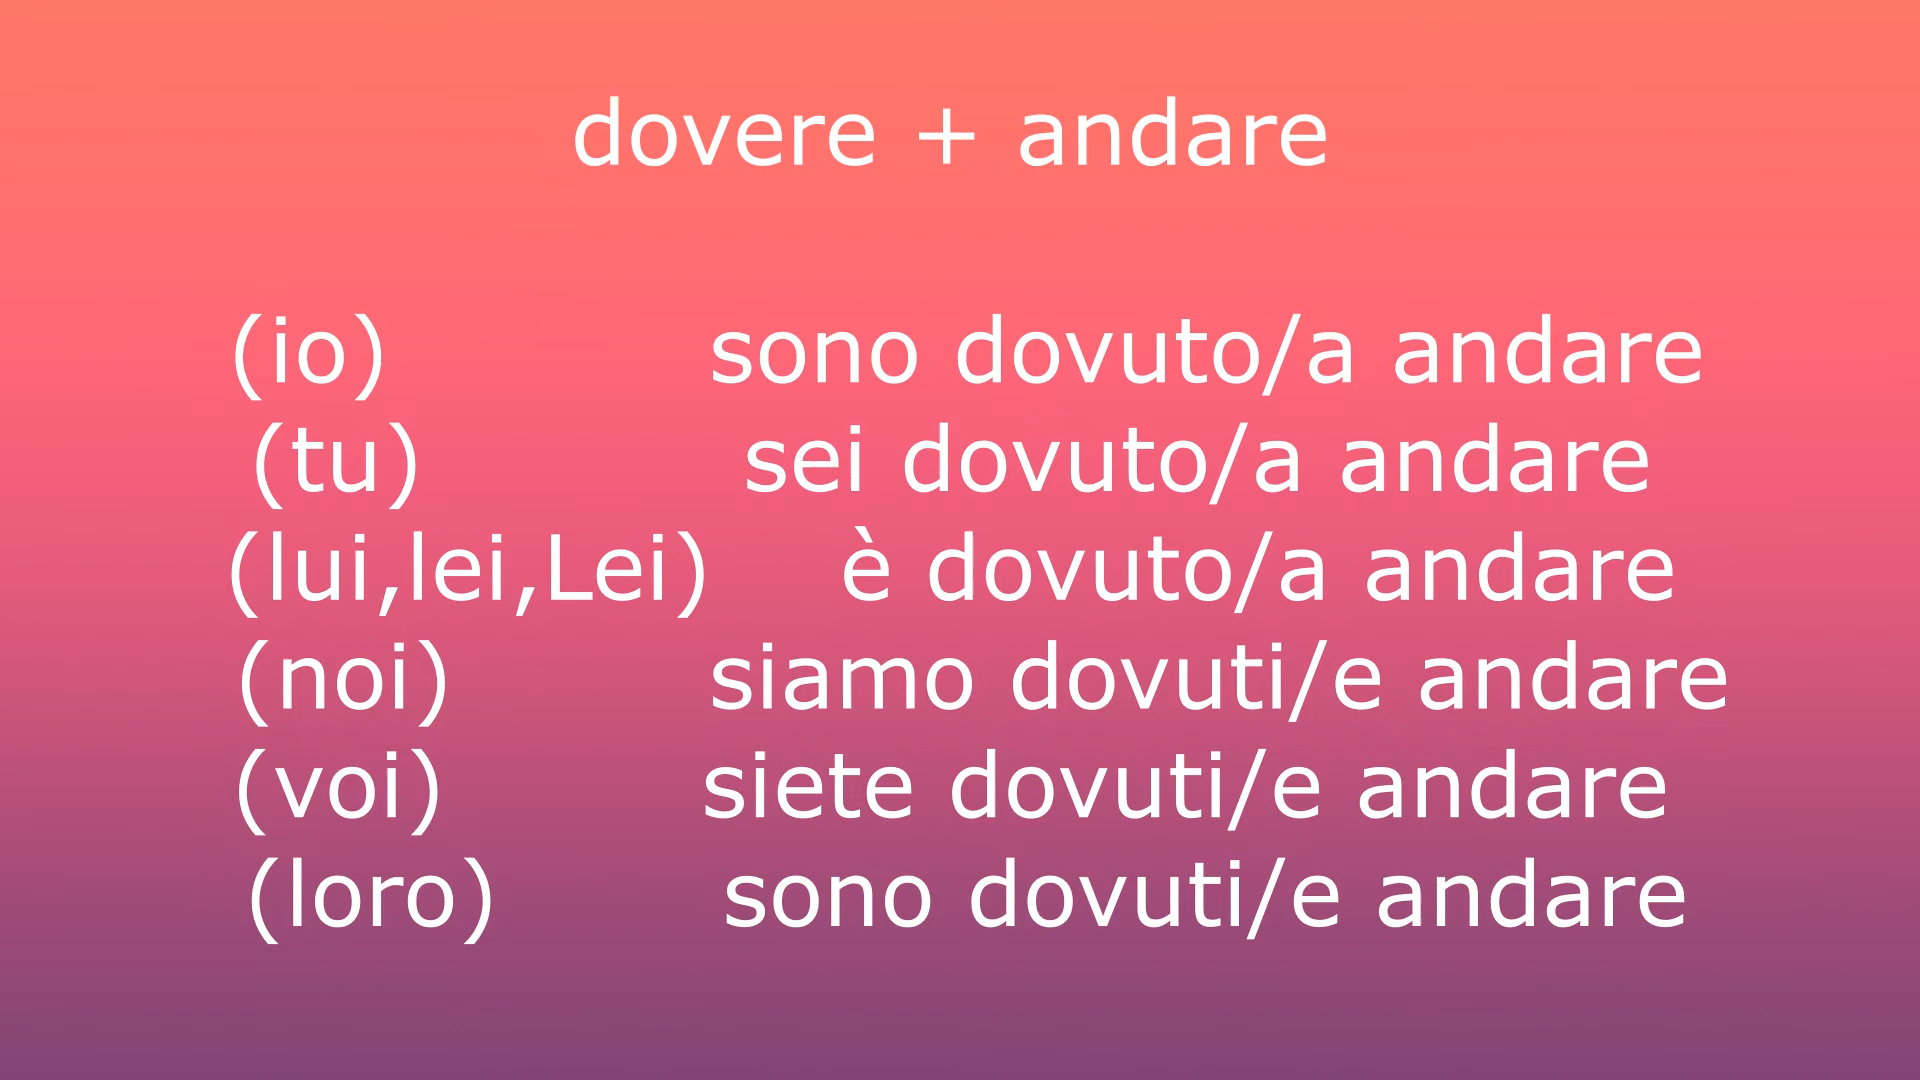 dovere + andare
(io) sono dovuto/a andare
(tu) sei dovuto/a andare
(lui,lei,Lei) è dovuto/a andare
(noi) siamo dovuti/e andare
(voi) siete dovuti/e andare
(loro) sono dovuti/e andare